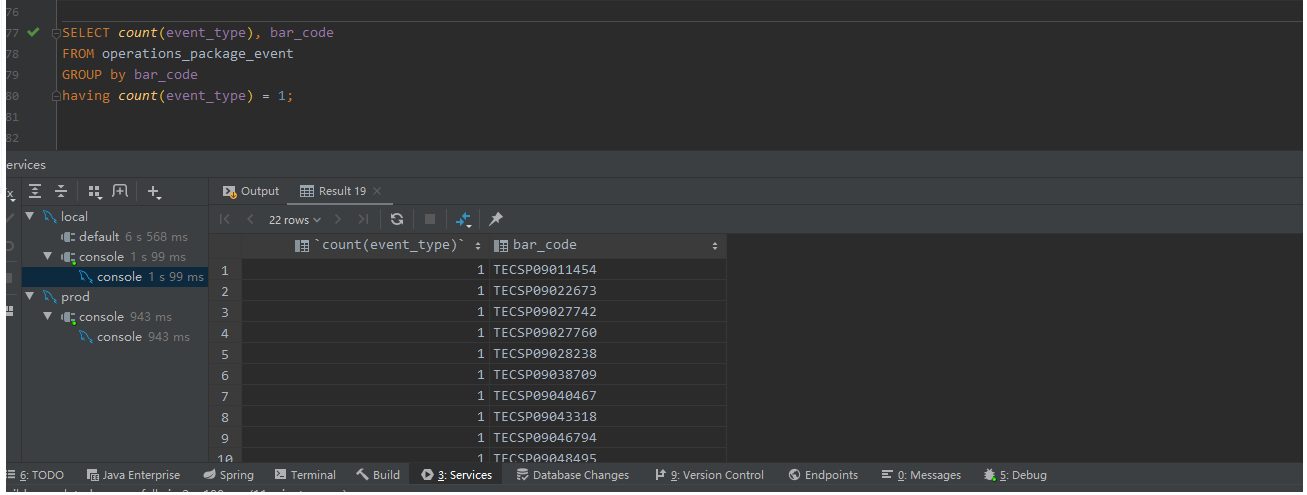 76
77 SELECT count(event_type), bar_code
78 FROM operations_package_event
79 GROUP by bar_code
80 having count(event_type) = 1;
81
82
ervices
Output Result 19
22 rows
local
default 6 s 568 ms
console 1 s 99 ms
console 1 s 99 ms
prod
console 943 ms
console 943 ms
`count(event_type)` bar_code
1 1 TECSP09011454
2 1 TECSP09022673
3 1 TECSP09027742
4 1 TECSP09027760
5 1 TECSP09028238
6 1 TECSP09038709
7 1 TECSP09040467
8 1 TECSP09043318
9 1 TECSP09046794
10 1 TECSP09048495
6: TODO Java Enterprise Spring Terminal Build 3: Services Database Changes 9: Version Control Endpoints 0: Messages 5: Debug